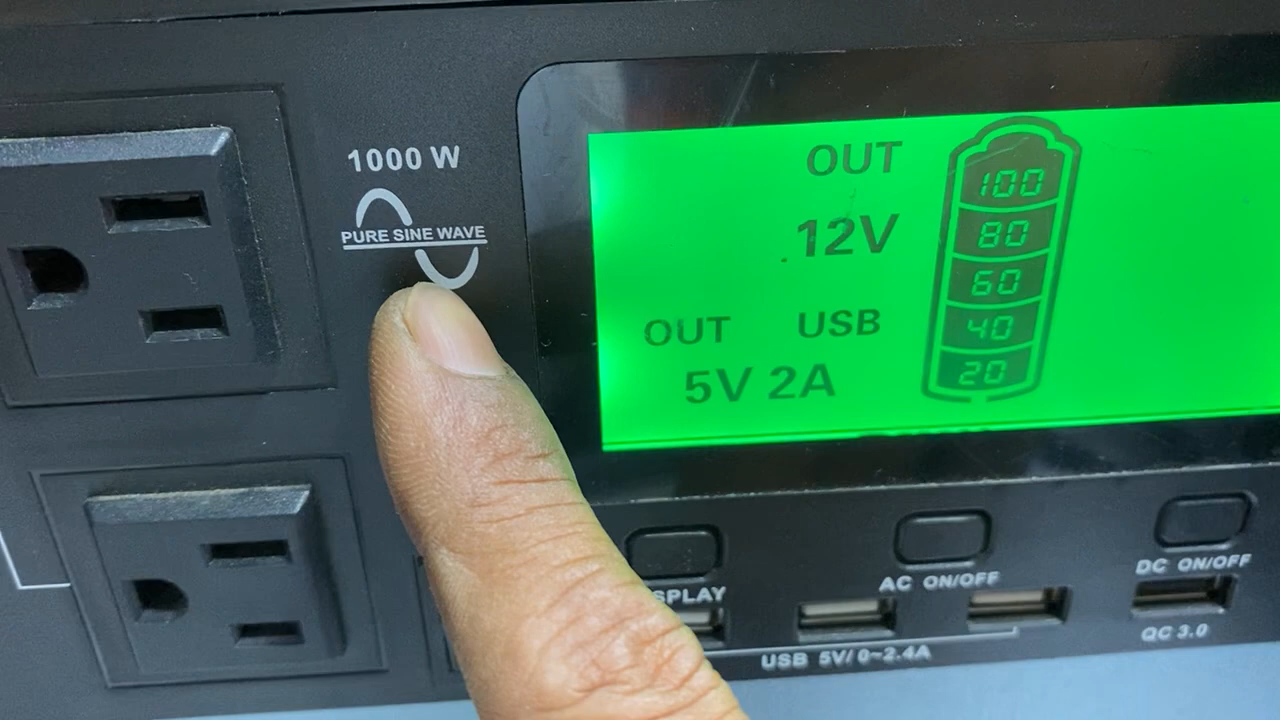 1000 W
PURE SINE WAVE
OUT
12V
OUT USB
5V 2A
100
80
60
40
20
SPLAY
AC ON/OFF
DC ON/OFF
USB 5V/0~2.4A
QC 3.0